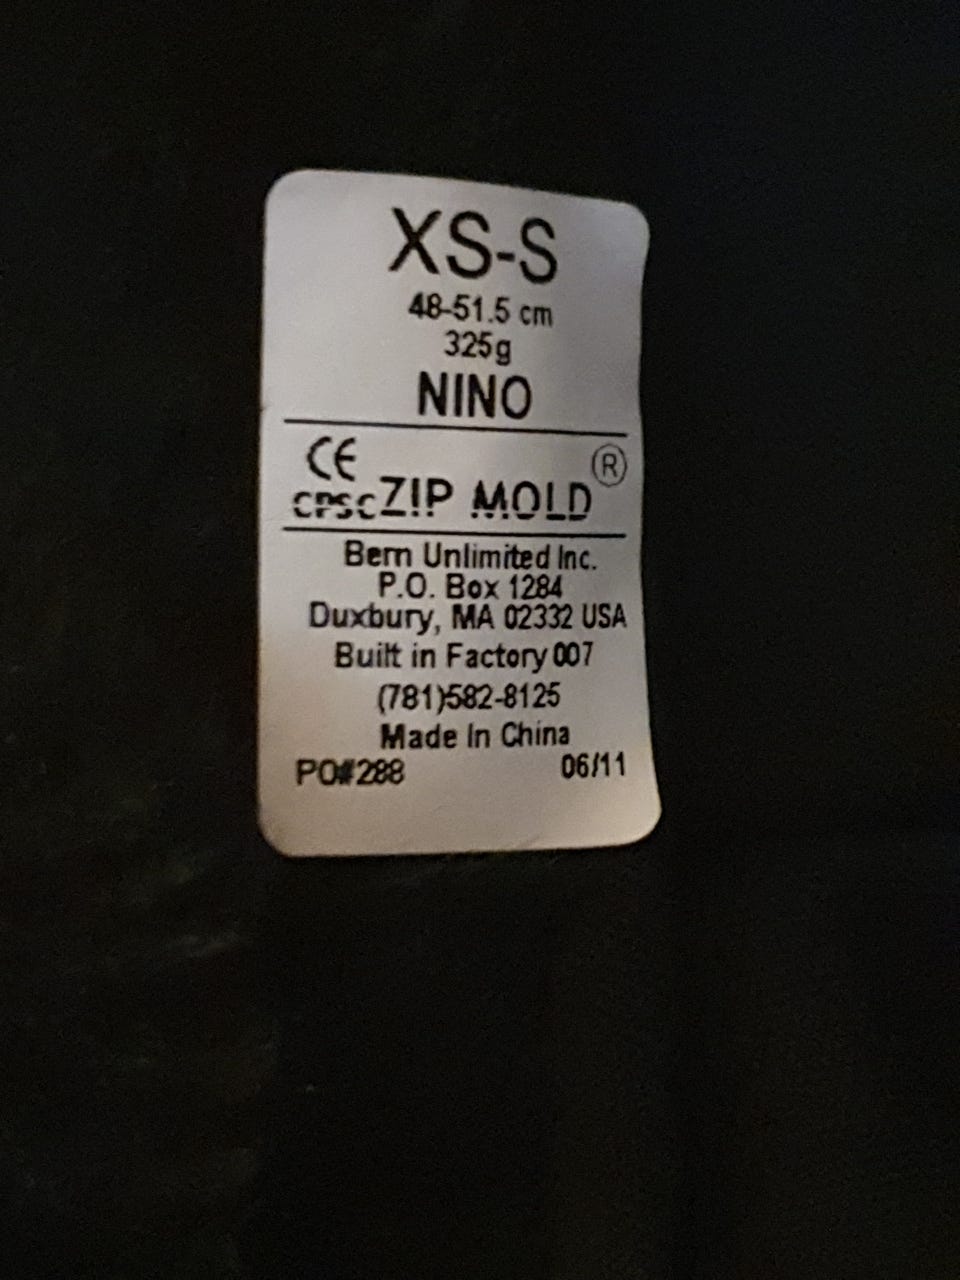 XS-S
48-51.5 cm
325g
NINO
CE
CPSC ZIP MOLD®
Bern Unlimited Inc.
P.O. Box 1284
Duxbury, MA 02332 USA
Built in Factory 007
(781)582-8125
Made In China
PO#288 06/11